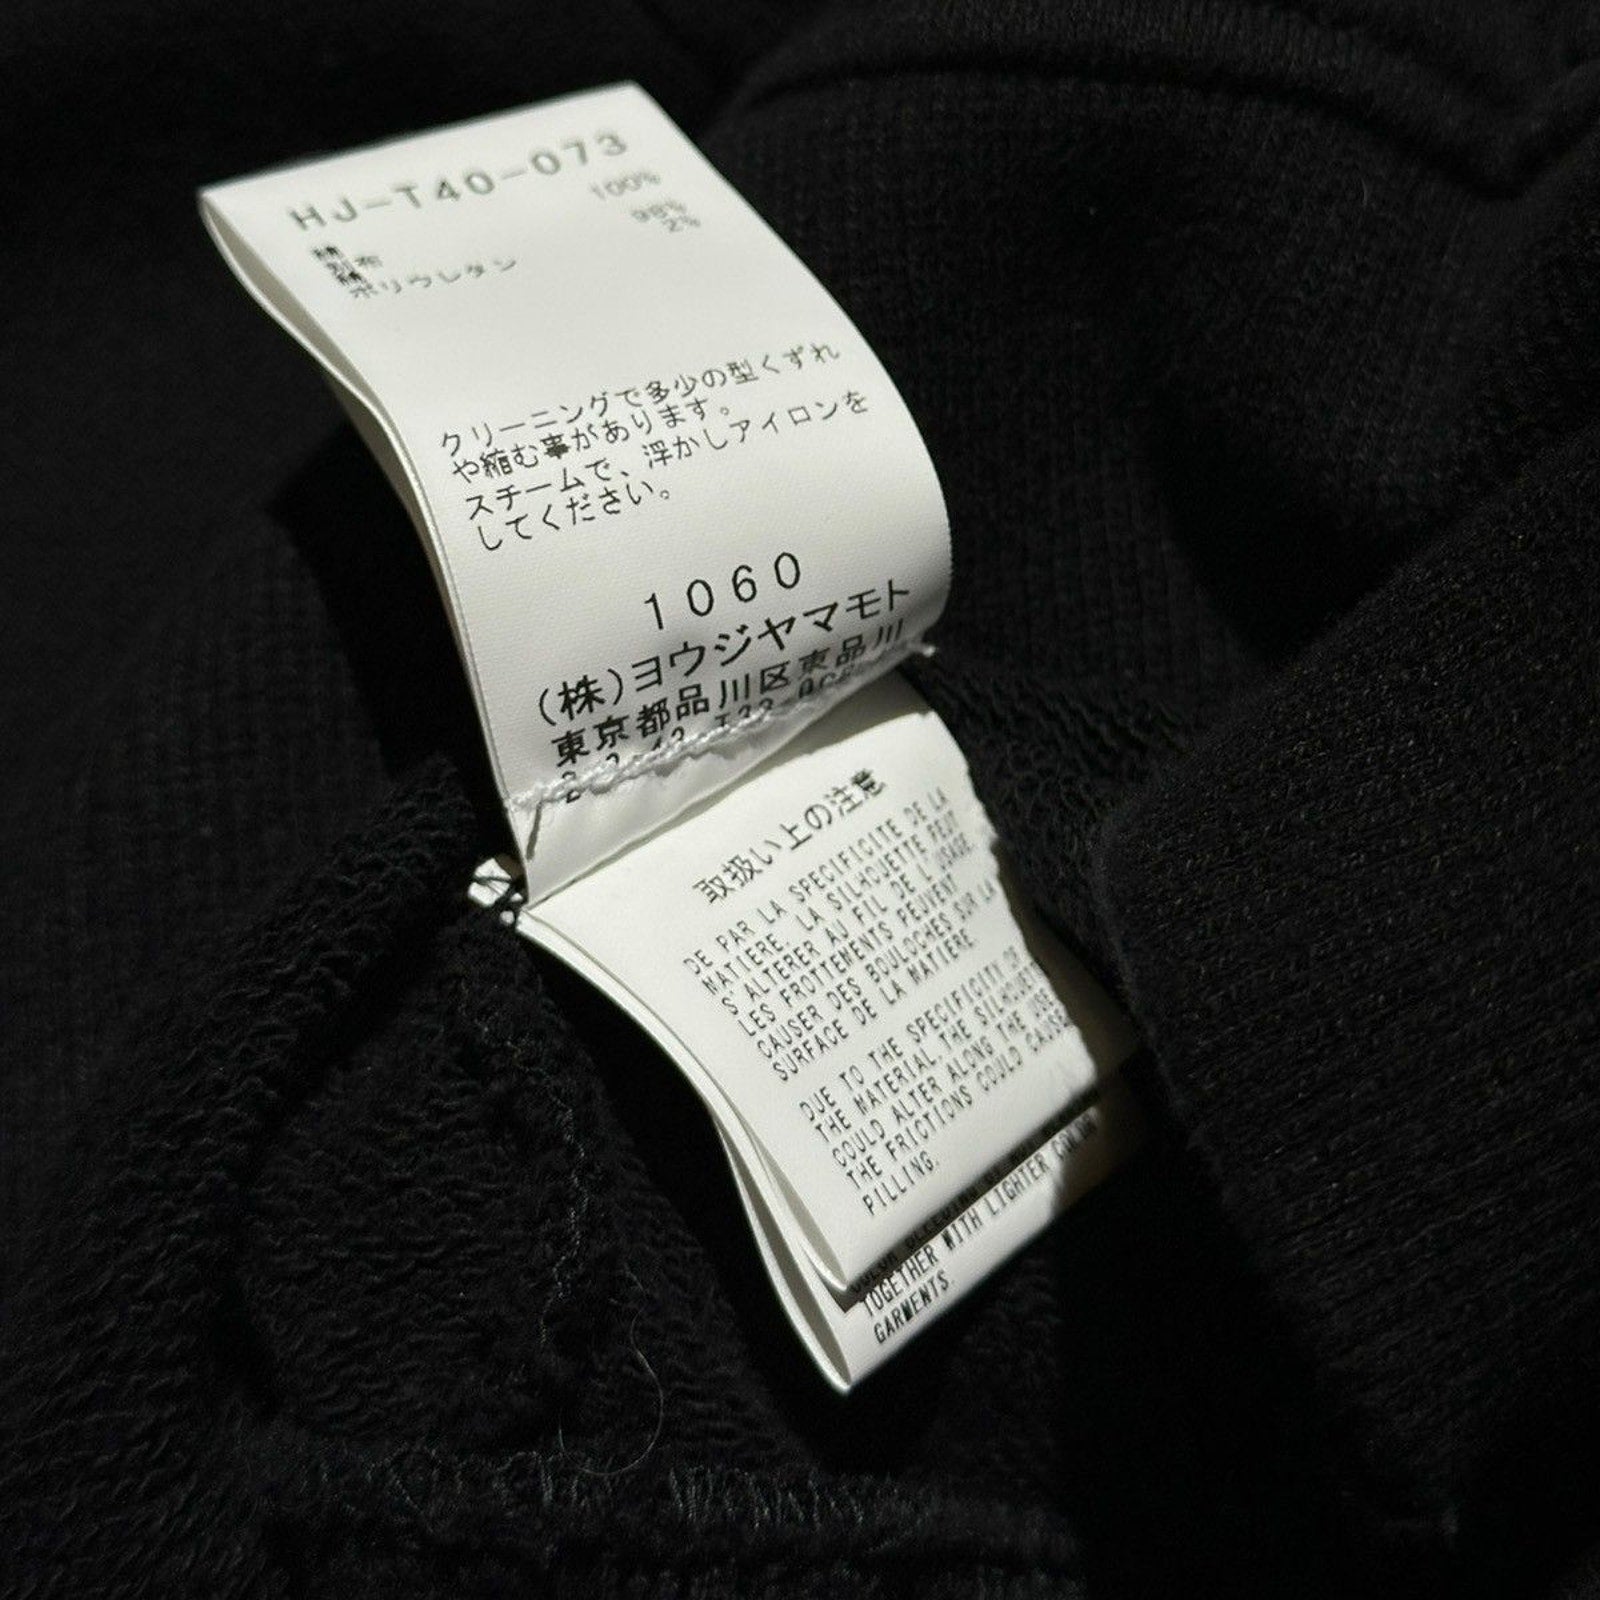 HJ-T40-073
綿 100%
別布
綿 98%
ポリウレタン 2%
クリーニングで多少の型くずれ
や縮む事があります。
スチームで、浮かしアイロンを
してください。
1060
(株)ヨウジヤマモト
東京都品川区東品川
取扱い上の注意
DE PAR LA SPECIFICITE DE LA
MATIERE, LA SILHOUETTE PEUT
S'ALTERER AU FIL DE L'USAGE.
LES FROTTEMENTS PEUVENT
CAUSER DES BOULOCHES SUR LA
SURFACE DE LA MATIERE
DUE TO THE SPECIFICITY OF
THE MATERIAL, THE SILHOUETTE
COULD ALTER ALONG THE USE
THE FRICTIONS COULD CAUSE
PILLING.
TOGETHER WITH LIGHTER COLOR
GARMENTS.